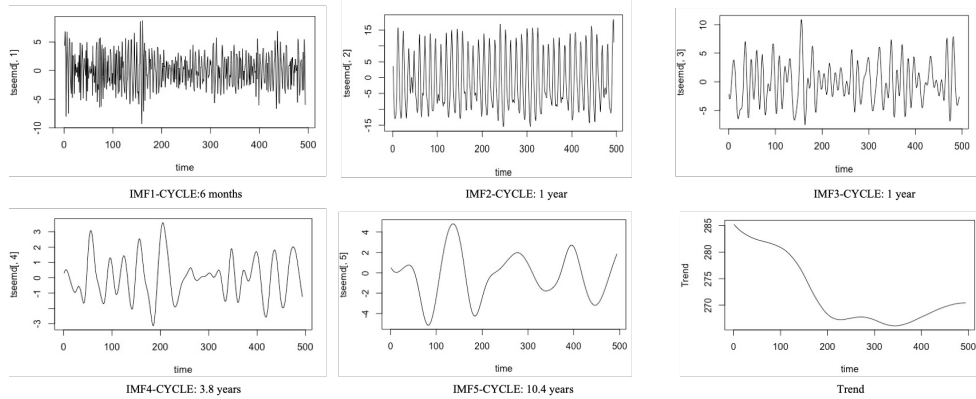 tseemd[, 1]
5
0
-5
-10
0 100 200 300 400 500
time
IMF1-CYCLE:6 months
tseemd[, 2]
15
5
0
-5
-15
0 100 200 300 400 500
time
IMF2-CYCLE: 1 year
tseemd[, 3]
10
5
0
-5
0 100 200 300 400 500
time
IMF3-CYCLE: 1 year
tseemd[, 4]
3
2
1
-1
-3
0 100 200 300 400 500
time
IMF4-CYCLE: 3.8 years
tseemd[, 5]
4
2
0
-2
-4
0 100 200 300 400 500
time
IMF5-CYCLE: 10.4 years
Trend
285
280
275
270
0 100 200 300 400 500
time
Trend